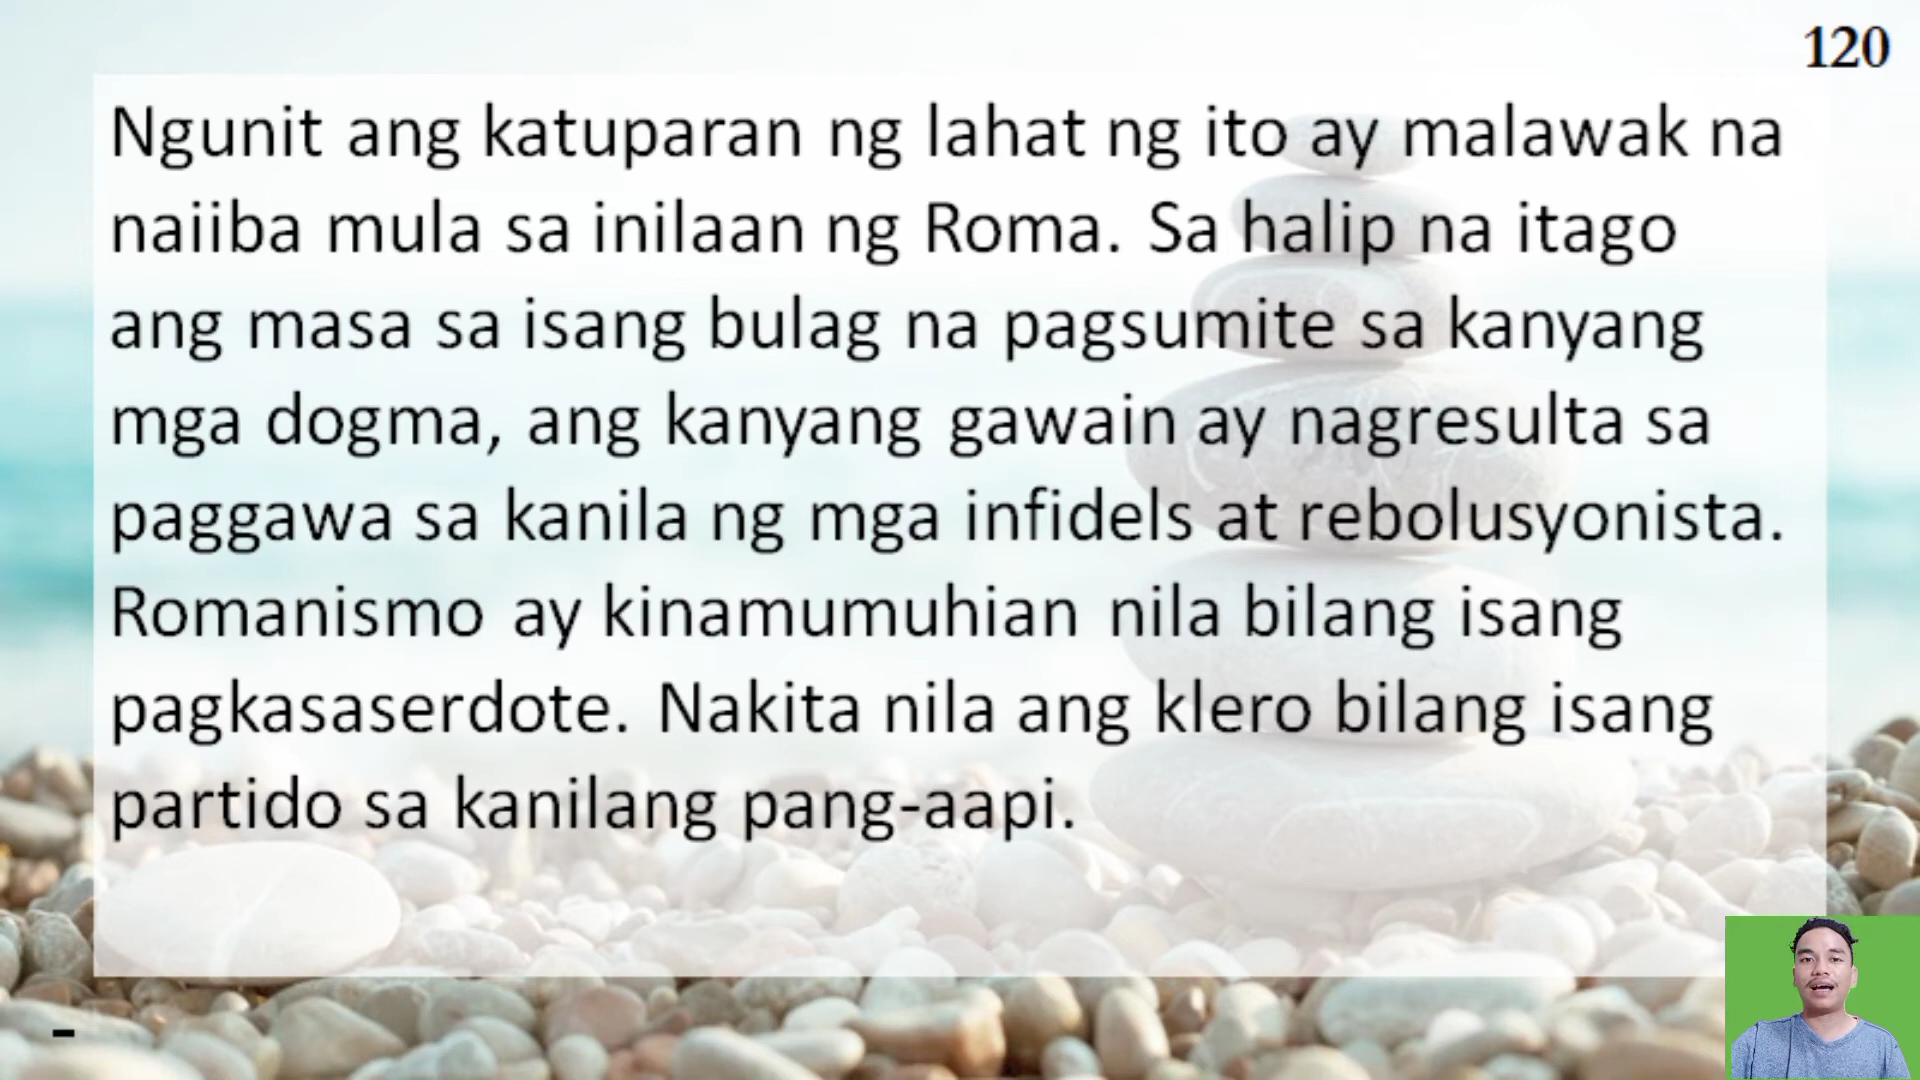 120
Ngunit ang katuparan ng lahat ng ito ay malawak na
naiiba mula sa inilaan ng Roma. Sa halip na itago
ang masa sa isang bulag na pagsumite sa kanyang
mga dogma, ang kanyang gawain ay nagresulta sa
paggawa sa kanila ng mga infidels at rebolusyonista.
Romanismo ay kinamumuhian nila bilang isang
pagkasaserdote. Nakita nila ang klero bilang isang
partido sa kanilang pang-aapi.
-